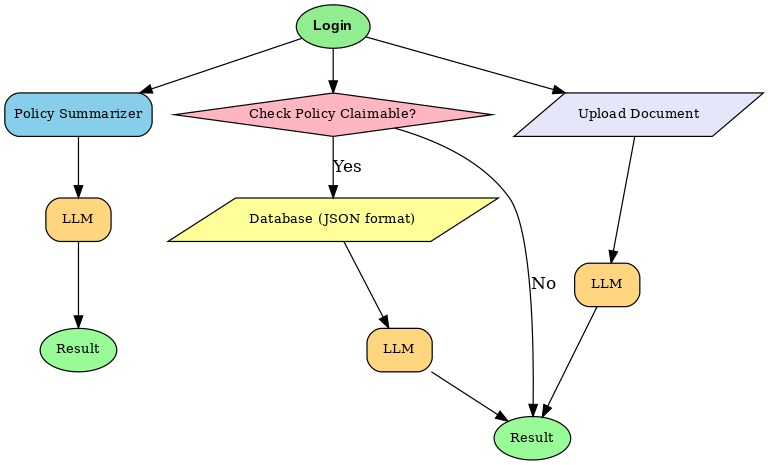 Login
Policy Summarizer
Check Policy Claimable?
Upload Document
Yes
LLM
Database (JSON format)
No
LLM
Result
LLM
Result